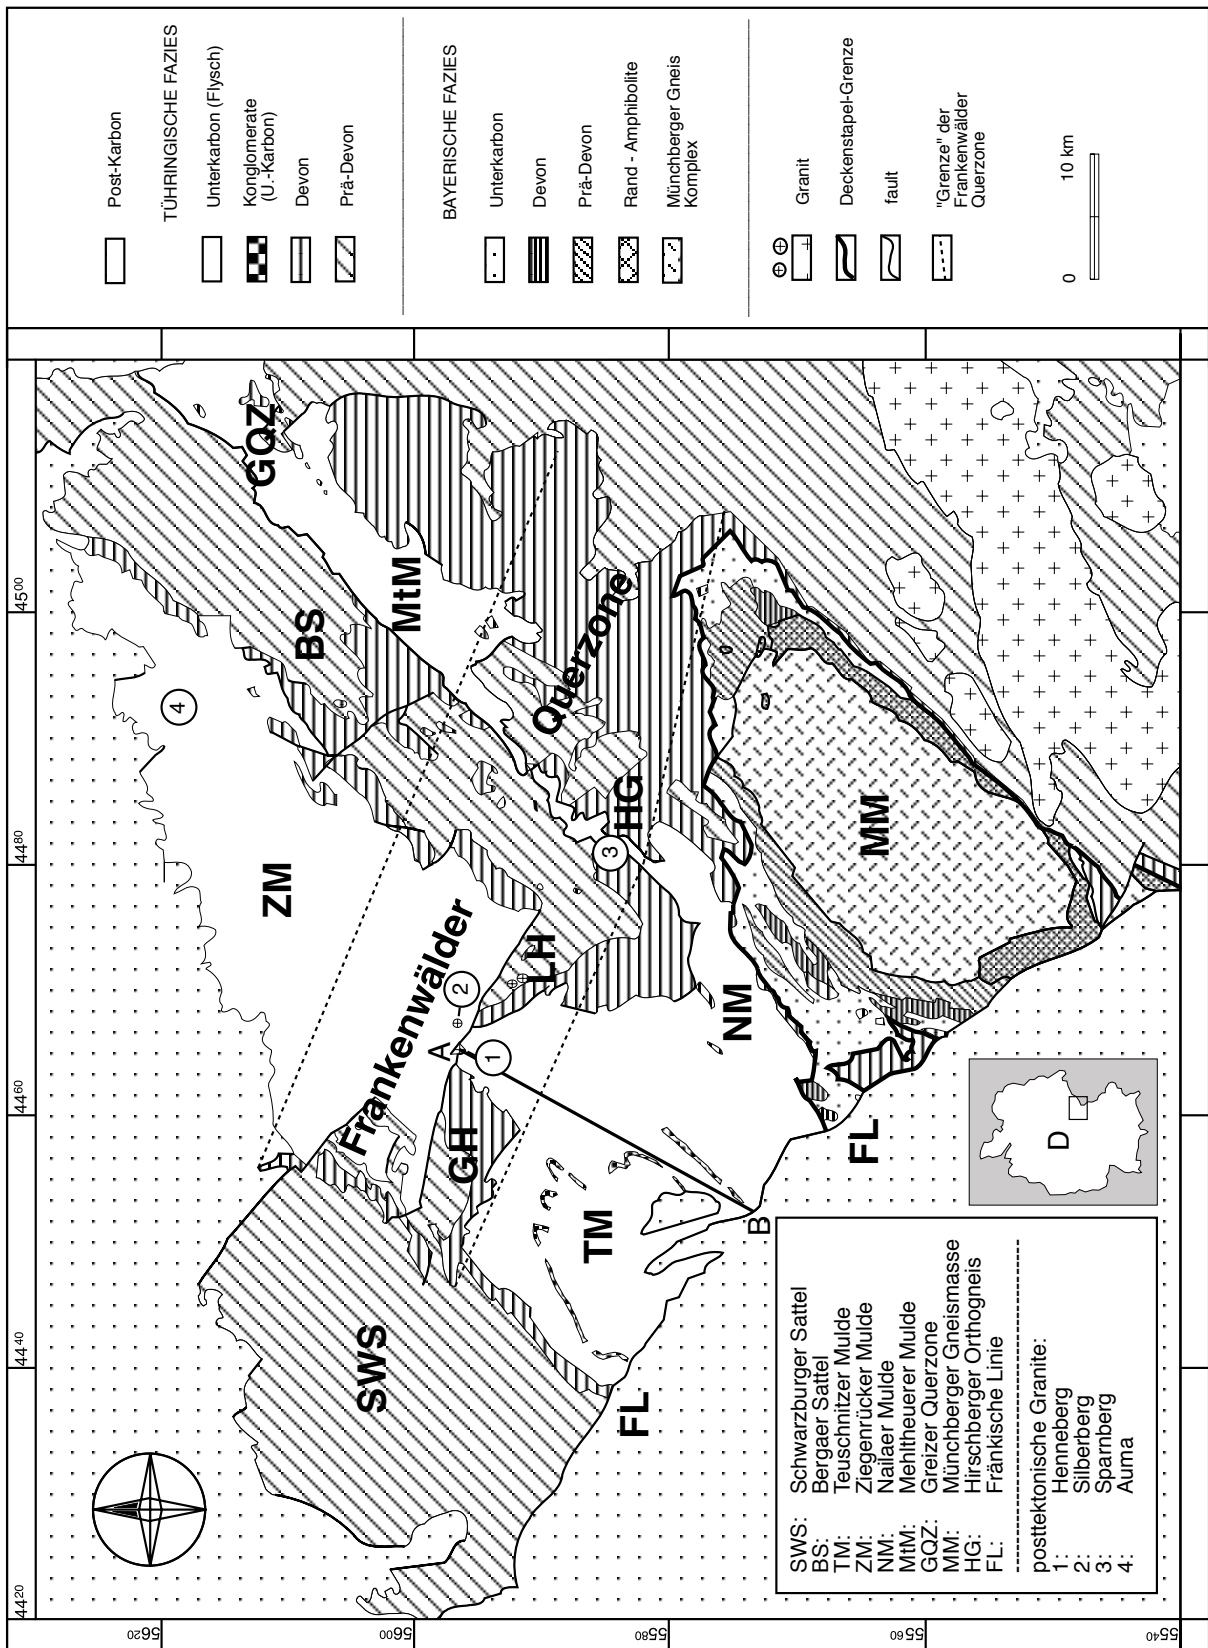 Post-Karbon
TÜHRINGISCHE FAZIES
Unterkarbon (Flysch)
Konglomerate
(U.-Karbon)
Devon
Prä-Devon
BAYERISCHE FAZIES
Unterkarbon
Devon
Prä-Devon
Rand - Amphibolite
Münchberger Gneis
Komplex
Granit
Deckenstapel-Grenze
fault
"Grenze" der
Frankenwälder
Querzone
0
10 km
4420
4440
4460
4480
4500
5620
5600
5580
5560
5540
GQZ
BS
MtM
4
ZM
Frankenwälder
Querzone
HG
3
LH
2
A
1
GH
SWS
TM
NM
MM
B
FL
FL
D
SWS: Schwarzburger Sattel
BS: Bergaer Sattel
TM: Teuschnitzer Mulde
ZM: Ziegenrücker Mulde
NM: Nailaer Mulde
MtM: Mehltheuerer Mulde
GQZ: Greizer Querzone
MM: Münchberger Gneismasse
HG: Hirschberger Orthogneis
FL: Fränkische Linie
posttektonische Granite:
1: Henneberg
2: Silberberg
3: Sparnberg
4: Auma